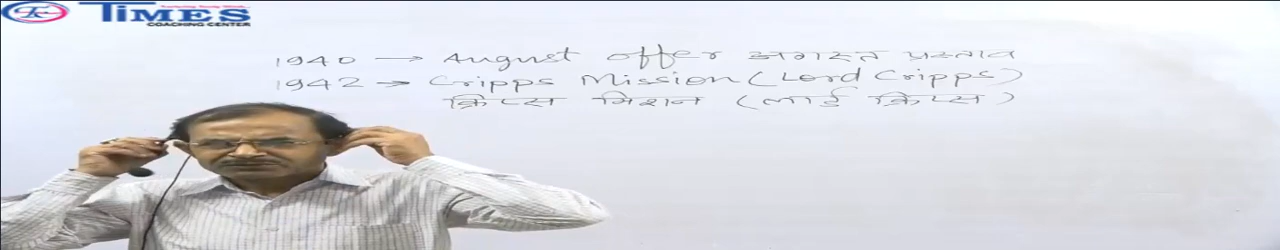 TIMES
COACHING CENTER
1940 → August offer अगस्त प्रस्ताव
1942 → Cripps Mission (Lord Cripps)
क्रिप्स मिशन (लार्ड क्रिप्स)